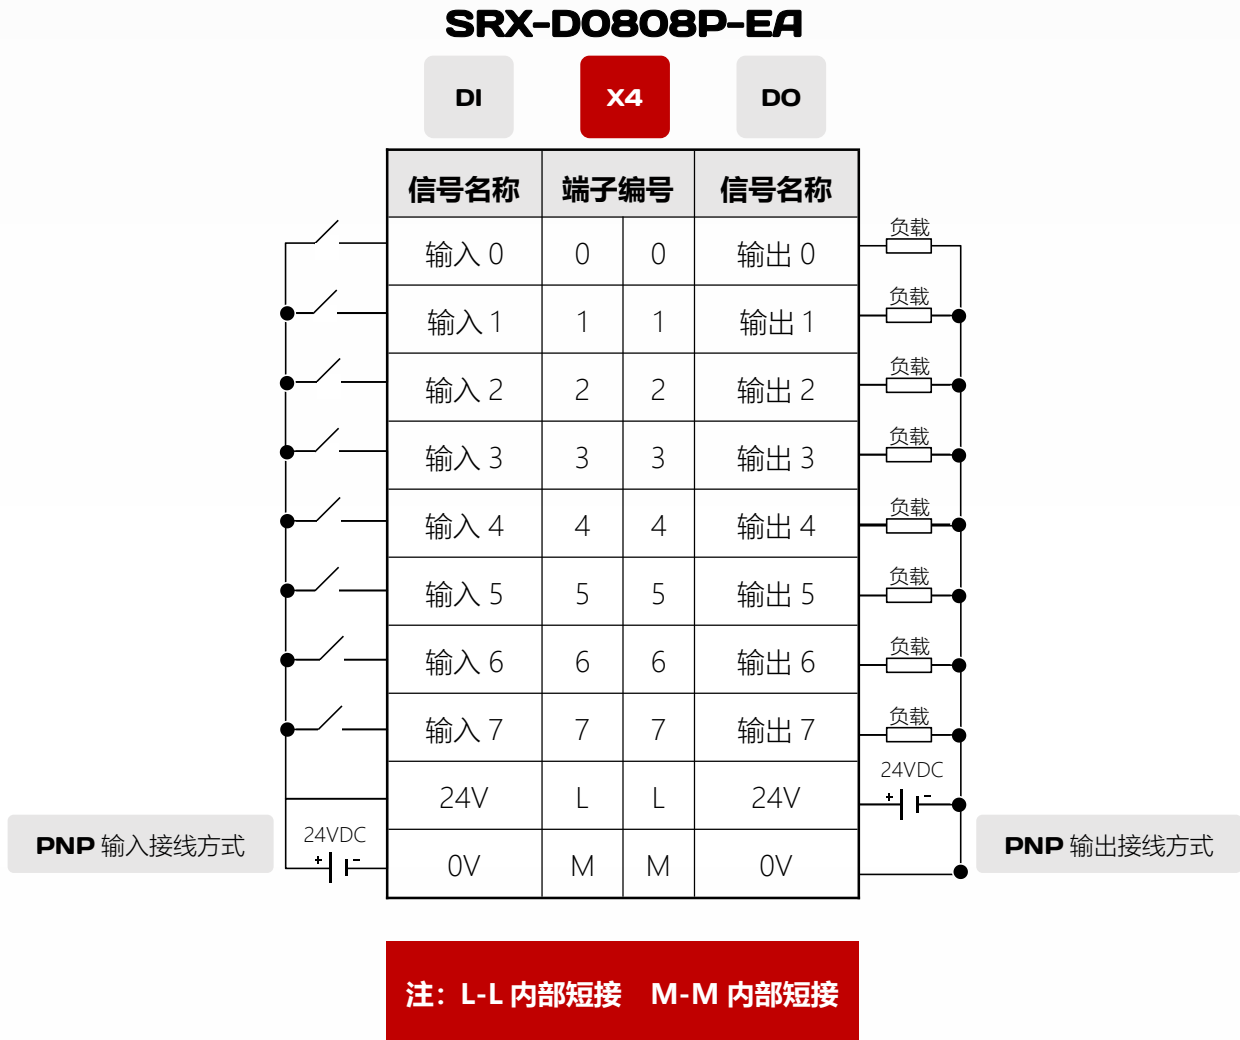 SRX-D0808P-EA
DI X4 DO
信号名称 端子编号 信号名称
输入 0 0 0 输出 0 负载
输入 1 1 1 输出 1 负载
输入 2 2 2 输出 2 负载
输入 3 3 3 输出 3 负载
输入 4 4 4 输出 4 负载
输入 5 5 5 输出 5 负载
输入 6 6 6 输出 6 负载
输入 7 7 7 输出 7 负载
24V L L 24V 24VDC + -
PNP 输入接线方式 24VDC + - 0V M M 0V PNP 输出接线方式
注：L-L 内部短接 M-M 内部短接